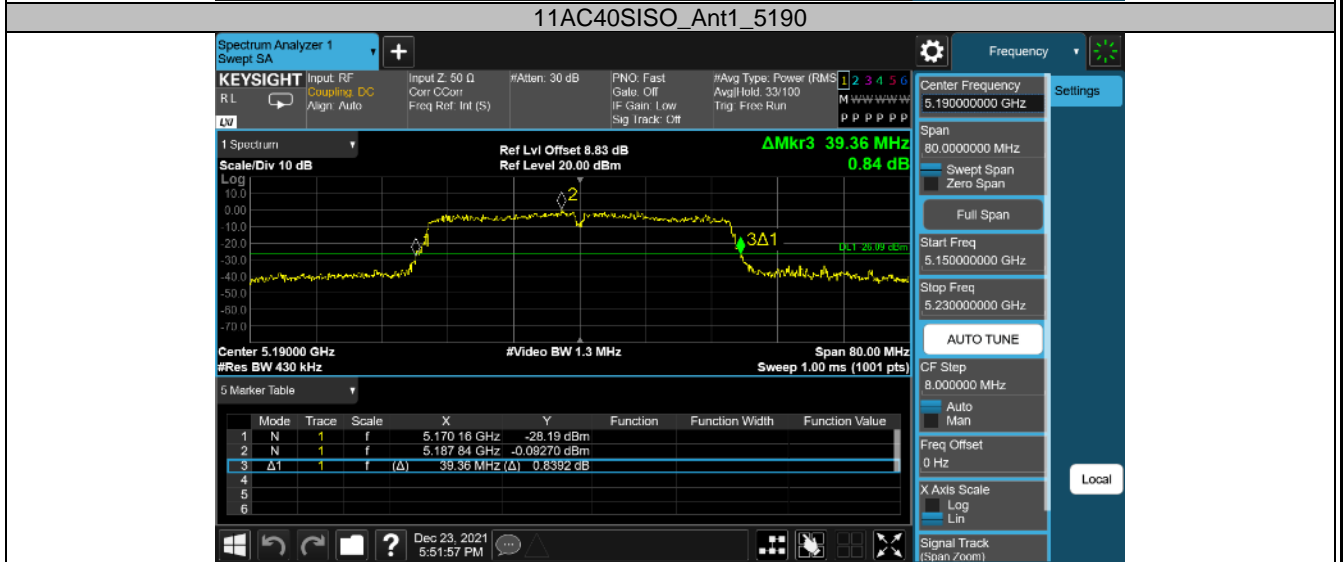 11AC40SISO_Ant1_5190
Spectrum Analyzer 1
Swept SA
+
Frequency
KEYSIGHT
R L
LXI
Input: RF
Coupling: DC
Align: Auto
Input Z: 50 Ω
Corr CCorr
Freq Ref: Int (S)
#Atten: 30 dB
PNO: Fast
Gate: Off
IF Gain: Low
Sig Track: Off
#Avg Type: Power (RMS
Avg|Hold: 33/100
Trig: Free Run
1 2 3 4 5 6
M W W W W W
P P P P P P
1 Spectrum
Scale/Div 10 dB
Ref Lvl Offset 8.83 dB
Ref Level 20.00 dBm
ΔMkr3 39.36 MHz
0.84 dB
Log
10.0
0.00
-10.0
-20.0
-30.0
-40.0
-50.0
-60.0
-70.0
2
3Δ1
DL1 -26.09 dBm
Center 5.19000 GHz
#Video BW 1.3 MHz
Span 80.00 MHz
#Res BW 430 kHz
Sweep 1.00 ms (1001 pts)
5 Marker Table
Mode Trace Scale X Y Function Function Width Function Value
1 N 1 f 5.170 16 GHz -28.19 dBm
2 N 1 f 5.187 84 GHz -0.09270 dBm
3 Δ1 1 f (Δ) 39.36 MHz (Δ) 0.8392 dB
4
5
6
Dec 23, 2021
5:51:57 PM
Center Frequency
5.190000000 GHz
Settings
Span
80.0000000 MHz
Swept Span
Zero Span
Full Span
Start Freq
5.150000000 GHz
Stop Freq
5.230000000 GHz
AUTO TUNE
CF Step
8.000000 MHz
Auto
Man
Freq Offset
0 Hz
X Axis Scale
Log
Lin
Local
Signal Track
(Span Zoom)